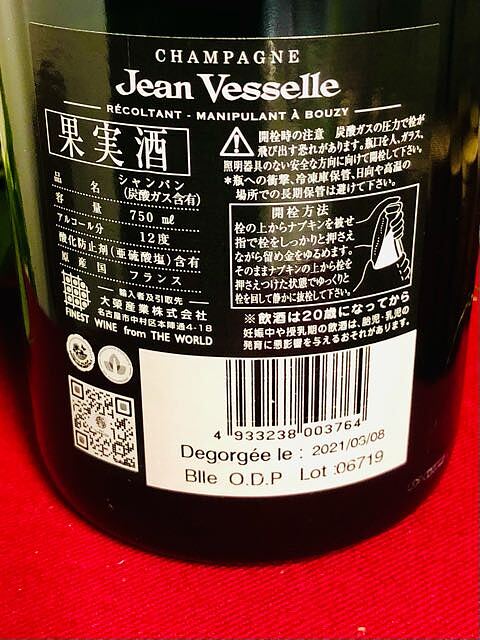 CHAMPAGNE
Jean Vesselle
RÉCOLTANT - MANIPULANT À BOUZY
果実酒
品名 シャンパン
(炭酸ガス含有)
容量 750 ㎖
アルコール分 12度
酸化防止剤(亜硫酸塩)含有
原産国 フランス
輸入者及引取先
大榮産業株式会社
名古屋市中村区本陣通4-18
FINEST WINE from THE WORLD
開栓時の注意 炭酸ガスの圧力で栓が
飛び出す恐れがあります。瓶口を人、ガラス、
照明器具のない安全な方向に向けて開栓して下さい。
*瓶への衝撃、冷凍庫保管、日向や高温の
場所での長期保管は避けて下さい。
開栓方法
栓の上からナプキンを被せ
指で栓をしっかりと押さえ
ながら留め金をゆるめます。
そのままナプキンの上から栓を
押さえつけた状態でゆっくりと
栓を回して静かに抜栓して下さい。
※飲酒は20歳になってから
妊娠中や授乳期の飲酒は、胎児・乳児の
発育に悪影響を与えるおそれがあります。
4 933238 003764
Degorgée le : 2021/03/08
Blle O.D.P Lot :06719